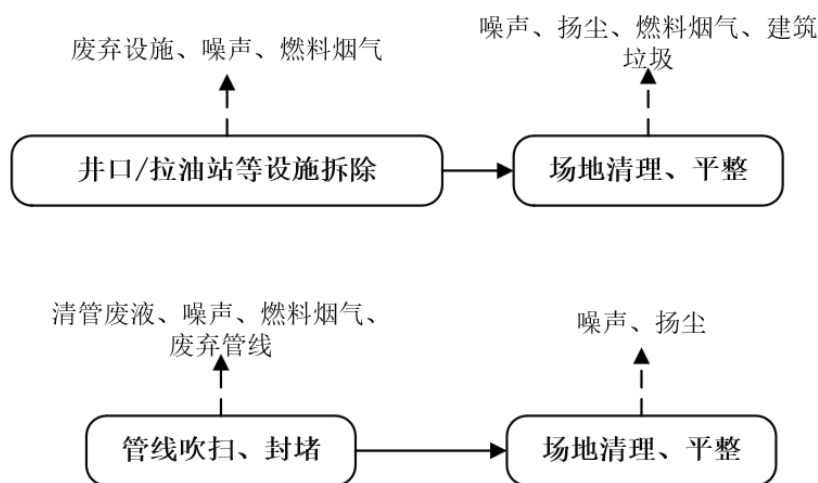 废弃设施、噪声、燃料烟气
噪声、扬尘、燃料烟气、建筑
垃圾
井口/拉油站等设施拆除
场地清理、平整
清管废液、噪声、燃料烟气、
废弃管线
噪声、扬尘
管线吹扫、封堵
场地清理、平整